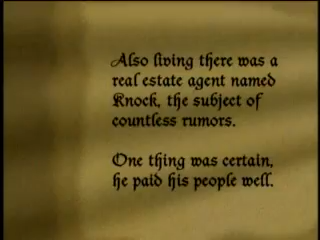 Also living there was a
real estate agent named
Knock, the subject of
countless rumors.
One thing was certain,
he paid his people well.